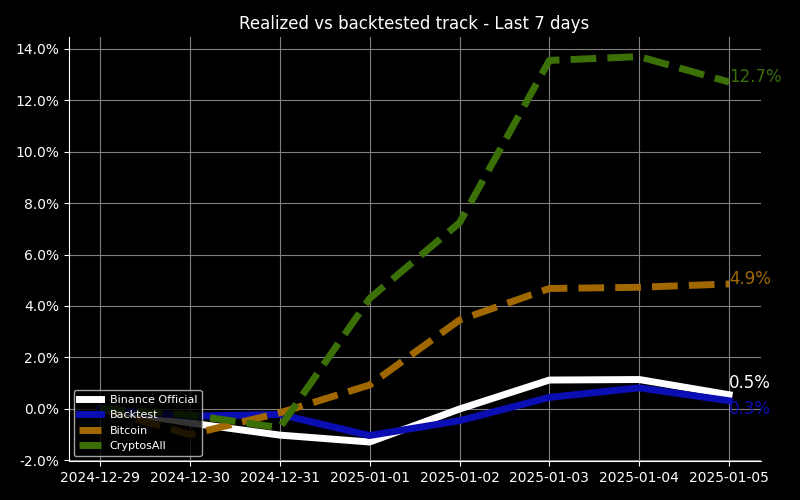 Realized vs backtested track - Last 7 days
14.0%
12.0%
10.0%
8.0%
6.0%
4.0%
2.0%
0.0%
-2.0%
12.7%
4.9%
0.5%
0.3%
Binance Official
Backtest
Bitcoin
CryptosAll
2024-12-29 2024-12-30 2024-12-31 2025-01-01 2025-01-02 2025-01-03 2025-01-04 2025-01-05